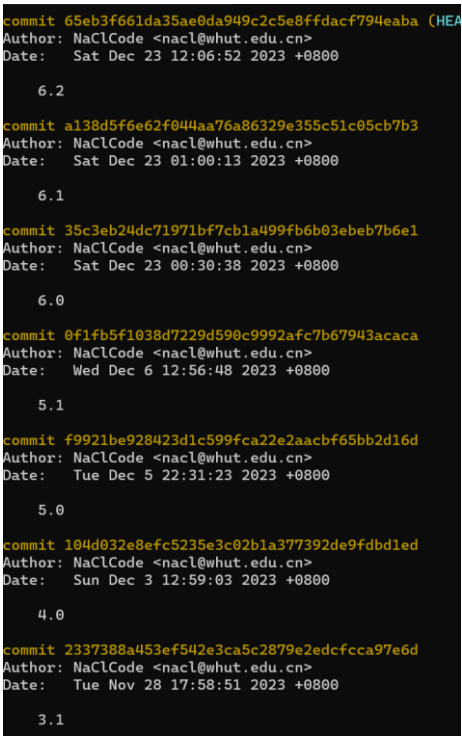 commit 65eb3f661da35ae0da949c2c5e8ffdacf794eaba (HEA
Author: NaClCode <nacl@whut.edu.cn>
Date:   Sat Dec 23 12:06:52 2023 +0800
6.2
commit a138d5f6e62f044aa76a86329e355c51c05cb7b3
Author: NaClCode <nacl@whut.edu.cn>
Date:   Sat Dec 23 01:00:13 2023 +0800
6.1
commit 35c3eb24dc71971bf7cb1a499fb6b03ebeb7b6e1
Author: NaClCode <nacl@whut.edu.cn>
Date:   Sat Dec 23 00:30:38 2023 +0800
6.0
commit 0f1fb5f1038d7229d590c9992afc7b67943acaca
Author: NaClCode <nacl@whut.edu.cn>
Date:   Wed Dec 6 12:56:48 2023 +0800
5.1
commit f9921be928423d1c599fca22e2aacbf65bb2d16d
Author: NaClCode <nacl@whut.edu.cn>
Date:   Tue Dec 5 22:31:23 2023 +0800
5.0
commit 104d032e8efc5235e3c02b1a377392de9fdbd1ed
Author: NaClCode <nacl@whut.edu.cn>
Date:   Sun Dec 3 12:59:03 2023 +0800
4.0
commit 2337388a453ef542e3ca5c2879e2edcfcca97e6d
Author: NaClCode <nacl@whut.edu.cn>
Date:   Tue Nov 28 17:58:51 2023 +0800
3.1